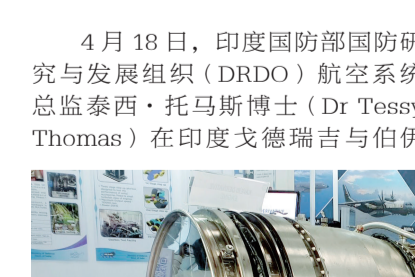 4月18日，印度国防部国防研
究与发展组织（DRDO）航空系统
总监泰西·托马斯博士（Dr Tessy
Thomas）在印度戈德瑞吉与伯伊